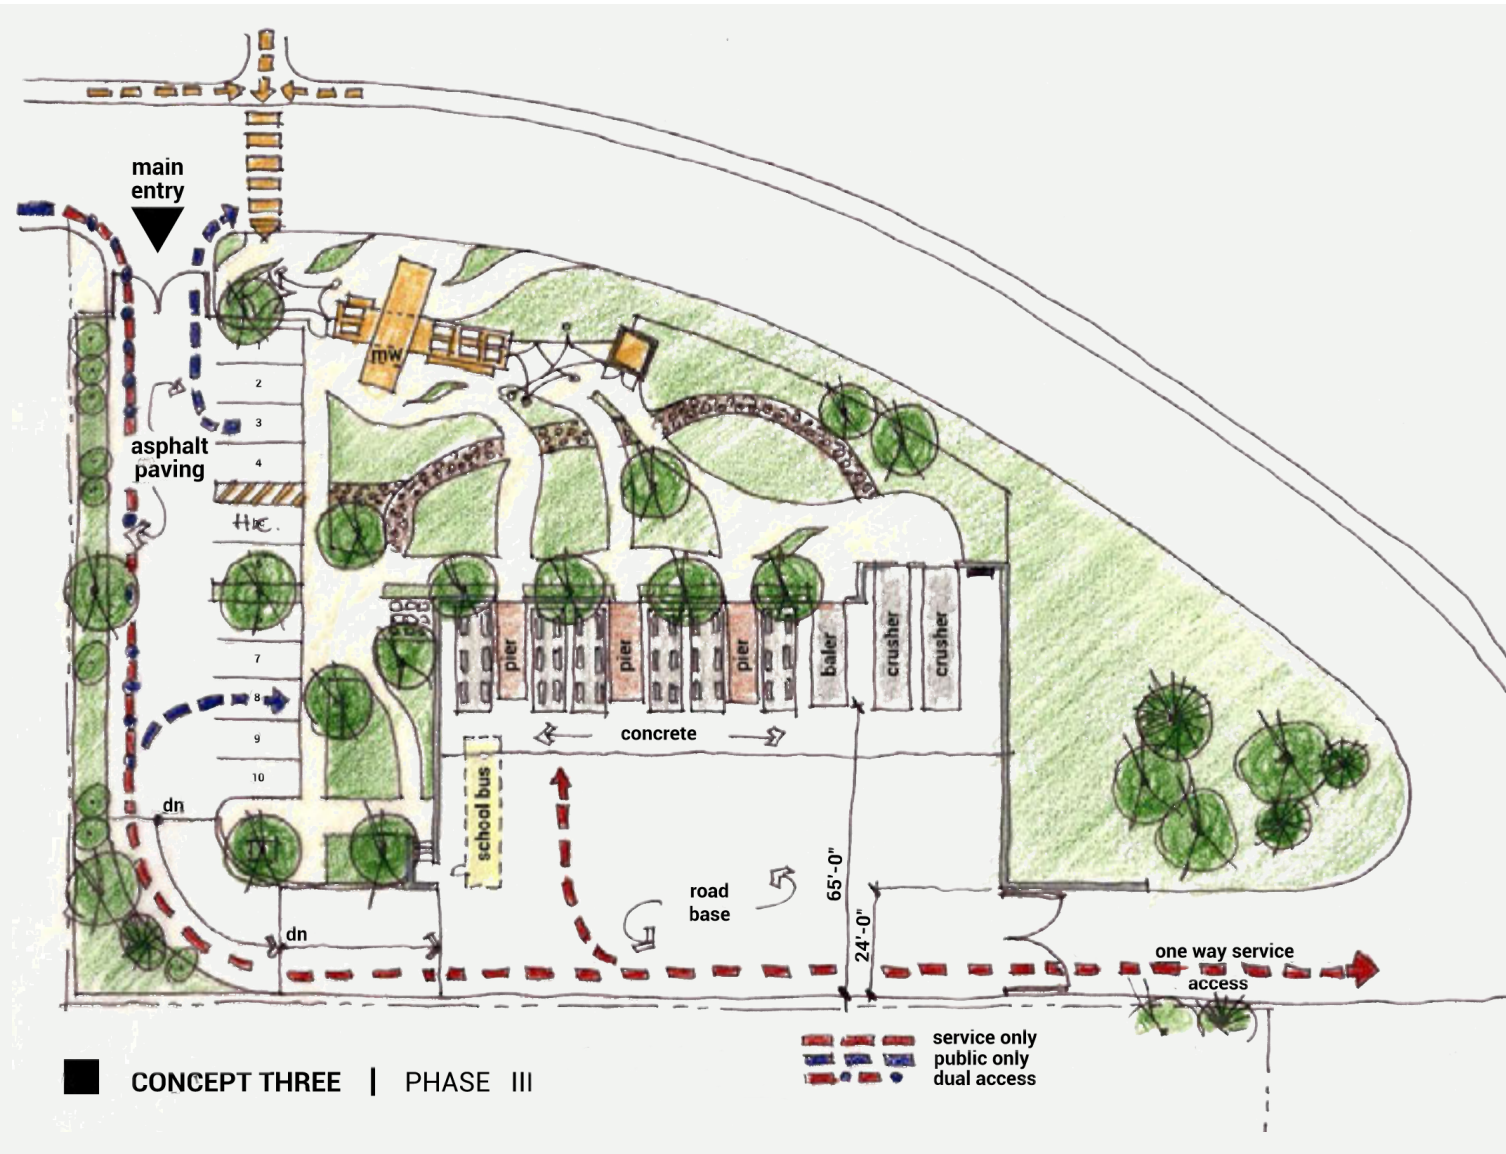 main
entry
mw
2
3
asphalt
paving
4
H.C.
7
8
9
10
dn
pier
pier
pier
baler
crusher
crusher
concrete
school bus
65'-0"
road
base
24'-0"
dn
one way service
access
service only
public only
dual access
CONCEPT THREE | PHASE III